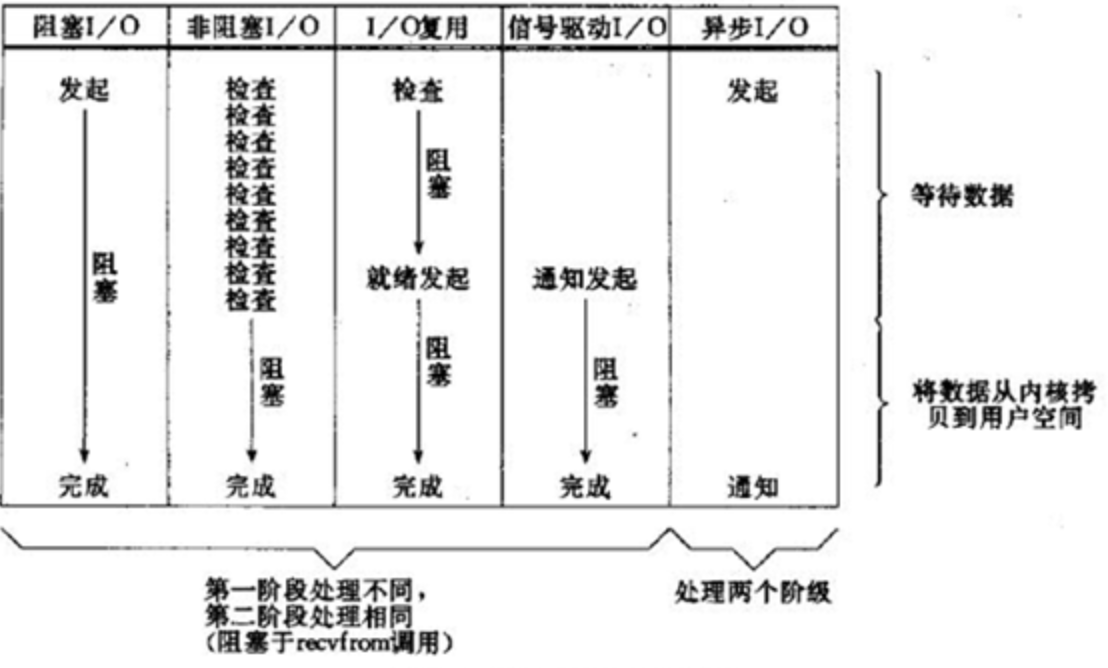 阻塞I/O 非阻塞I/O I/O复用 信号驱动I/O 异步I/O
发起 检查 检查 发起
检查
检查
检查
检查
检查
检查
检查
检查
阻塞
阻塞
就绪发起 通知发起
阻塞
阻塞
阻塞
完成 完成 完成 完成 通知
等待数据
将数据从内核拷
贝到用户空间
第一阶段处理不同，
第二阶段处理相同
（阻塞于recvfrom调用）
处理两个阶级